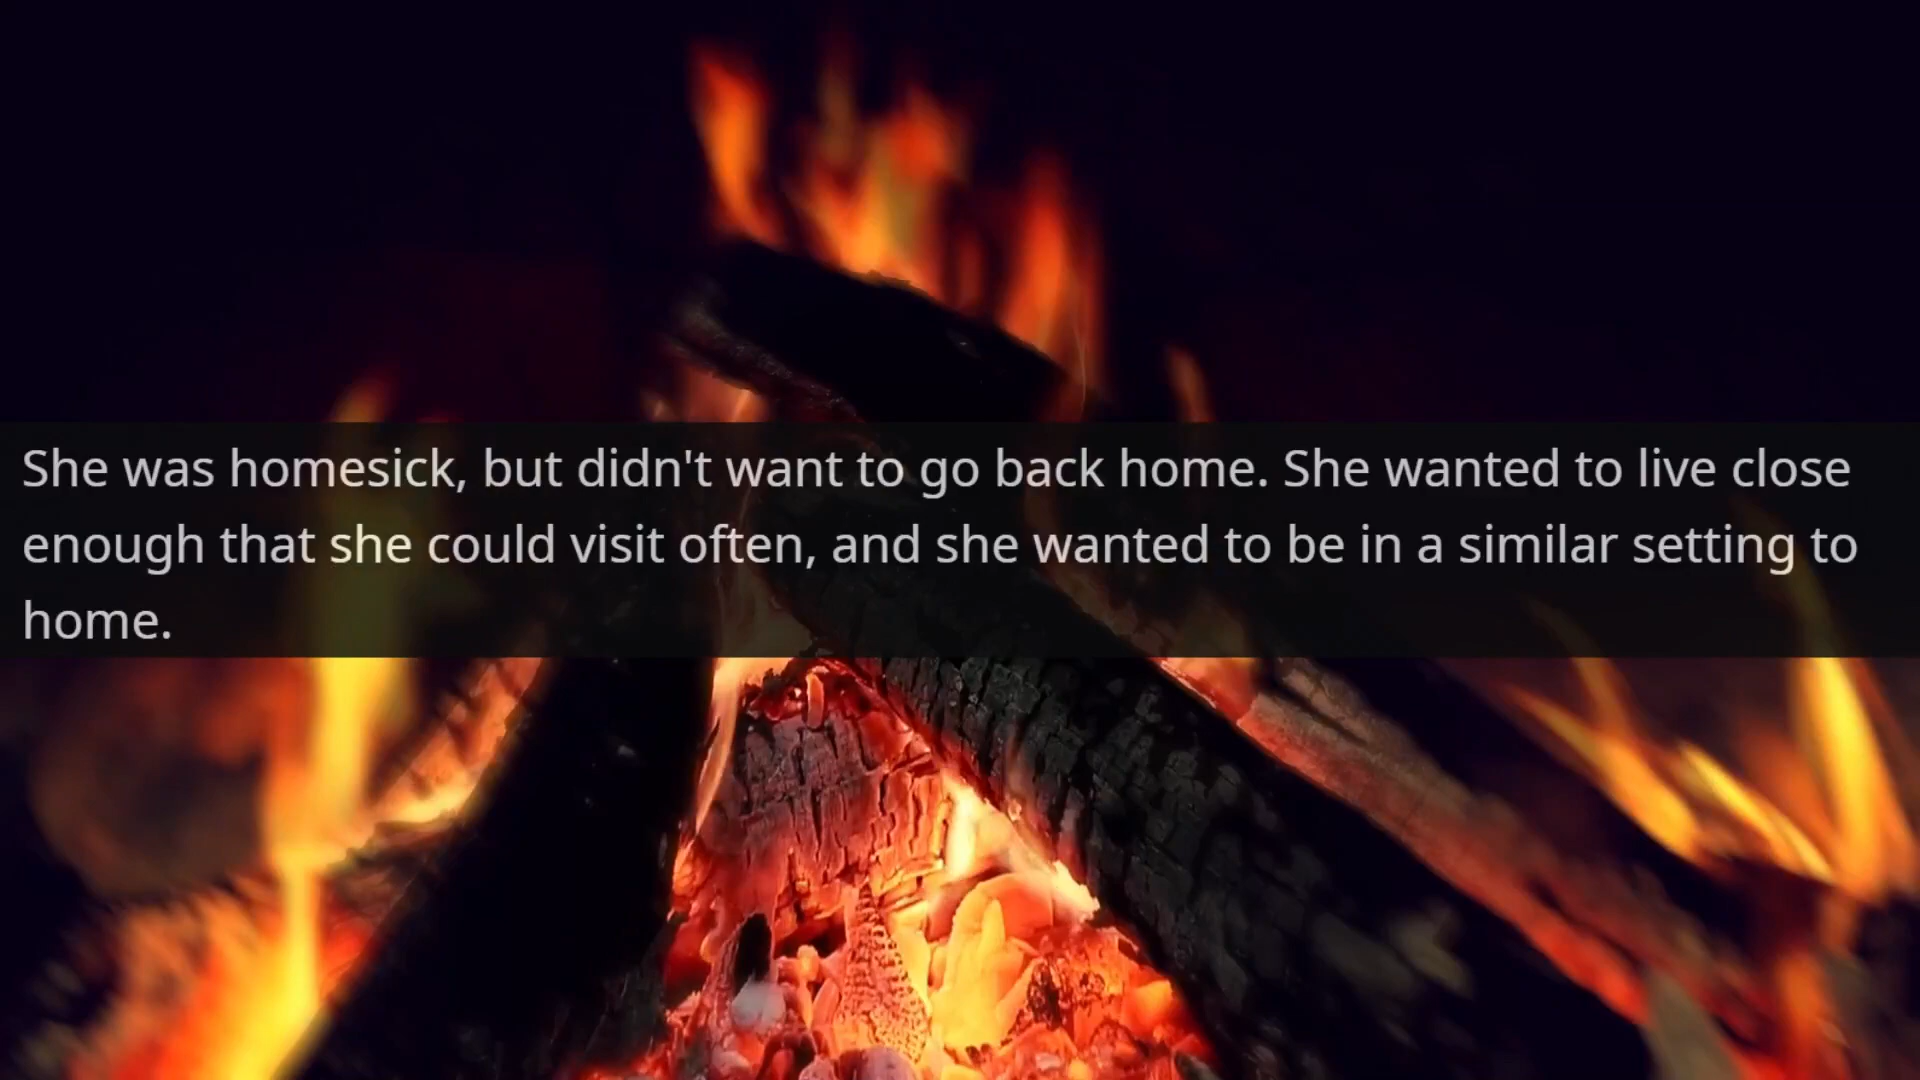 She was homesick, but didn't want to go back home. She wanted to live close
enough that she could visit often, and she wanted to be in a similar setting to
home.